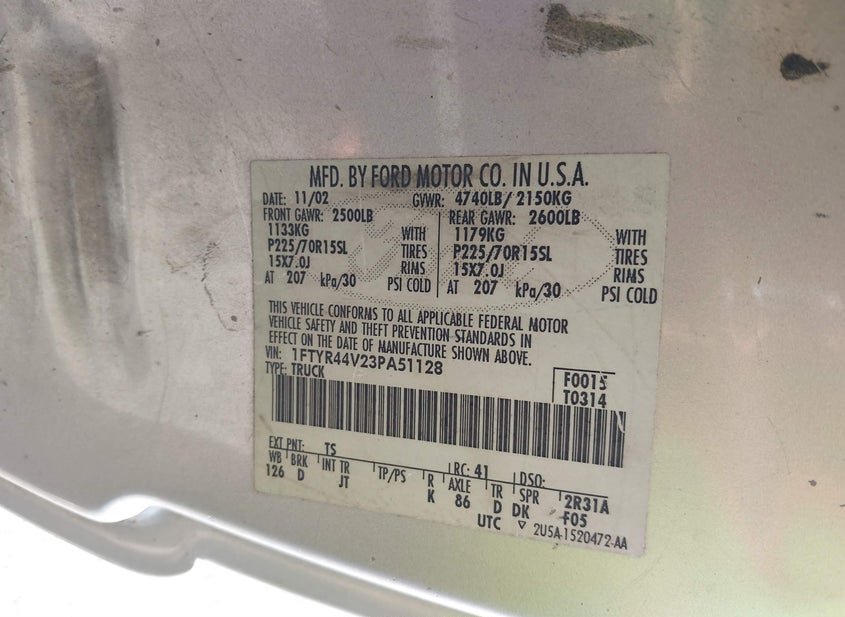 MFD. BY FORD MOTOR CO. IN U.S.A.
DATE: 11/02 GVWR: 4740LB/ 2150KG
FRONT GAWR: 2500LB REAR GAWR: 2600LB
1133KG WITH 1179KG WITH
P225/70R15SL TIRES P225/70R15SL TIRES
15X7.0J RIMS 15X7.0J RIMS
AT 207 kPa/30 PSI COLD AT 207 kPa/30 PSI COLD
THIS VEHICLE CONFORMS TO ALL APPLICABLE FEDERAL MOTOR
VEHICLE SAFETY AND THEFT PREVENTION STANDARDS IN
EFFECT ON THE DATE OF MANUFACTURE SHOWN ABOVE.
VIN: 1FTYR44V23PA51128
TYPE: TRUCK
F0015
T0314
EXT PNT: TS RC: 41 DSO:
WB BRK INT TR TP/PS R AXLE TR SPR 2R31A
126 D JT K 86 D DK F05
UTC ▽ 2U5A-1520472-AA